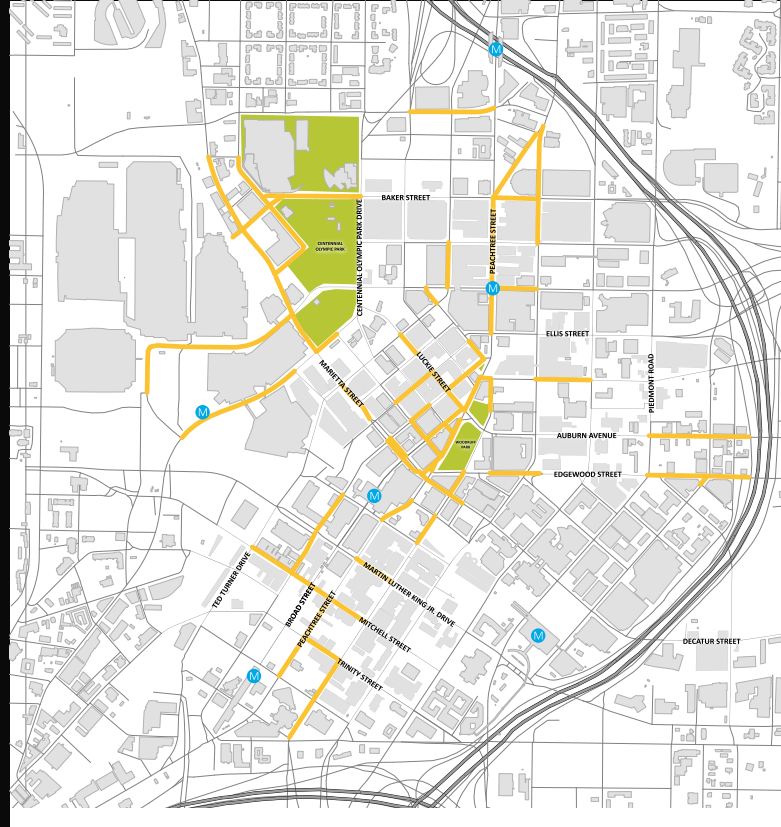 M
BAKER STREET
CENTENNIAL
OLYMPIC PARK
CENTENNIAL OLYMPIC PARK DRIVE
PEACHTREE STREET
M
ELLIS STREET
LUCKIE STREET
MARIETTA STREET
PIEDMONT ROAD
M
AUBURN AVENUE
WOODRUFF
PARK
EDGEWOOD STREET
M
TED TURNER DRIVE
BROAD STREET
PEACHTREE STREET
MARTIN LUTHER KING JR. DRIVE
MITCHELL STREET
M
DECATUR STREET
TRINITY STREET
M